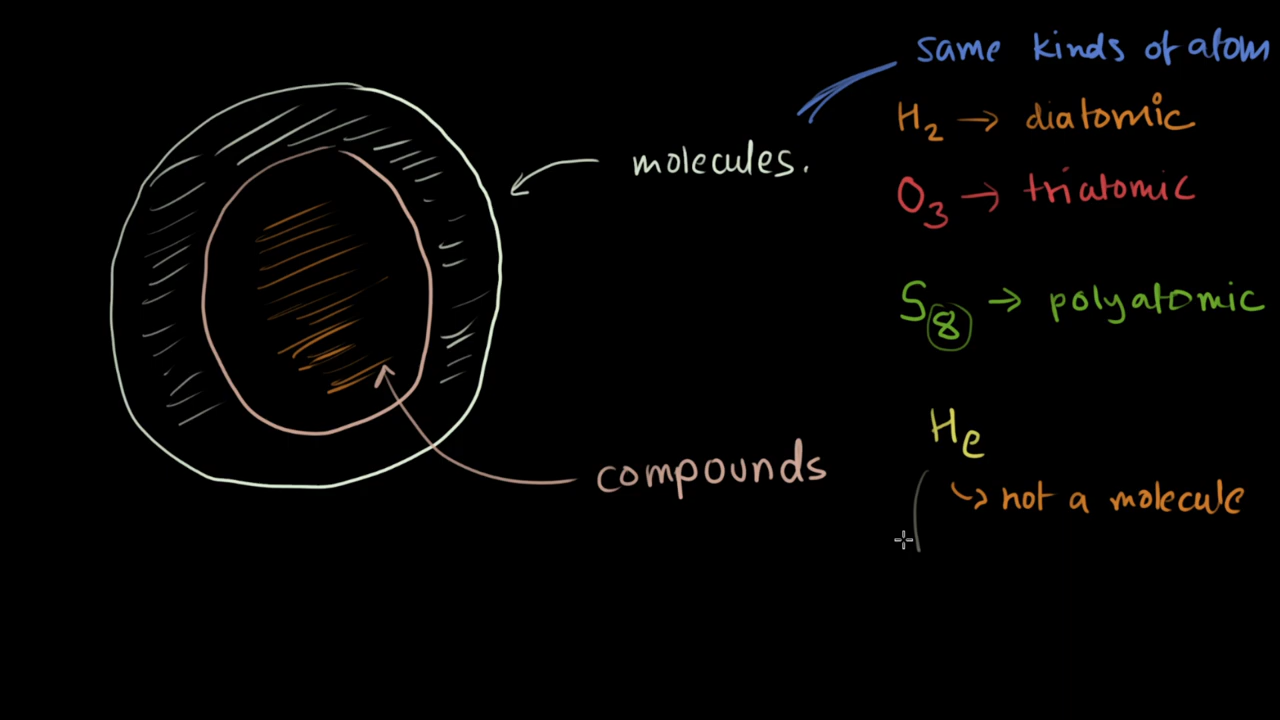 same kinds of atom
H2 → diatomic
molecules.
O3 → triatomic
S8 → polyatomic
He
compounds
↪ not a molecule